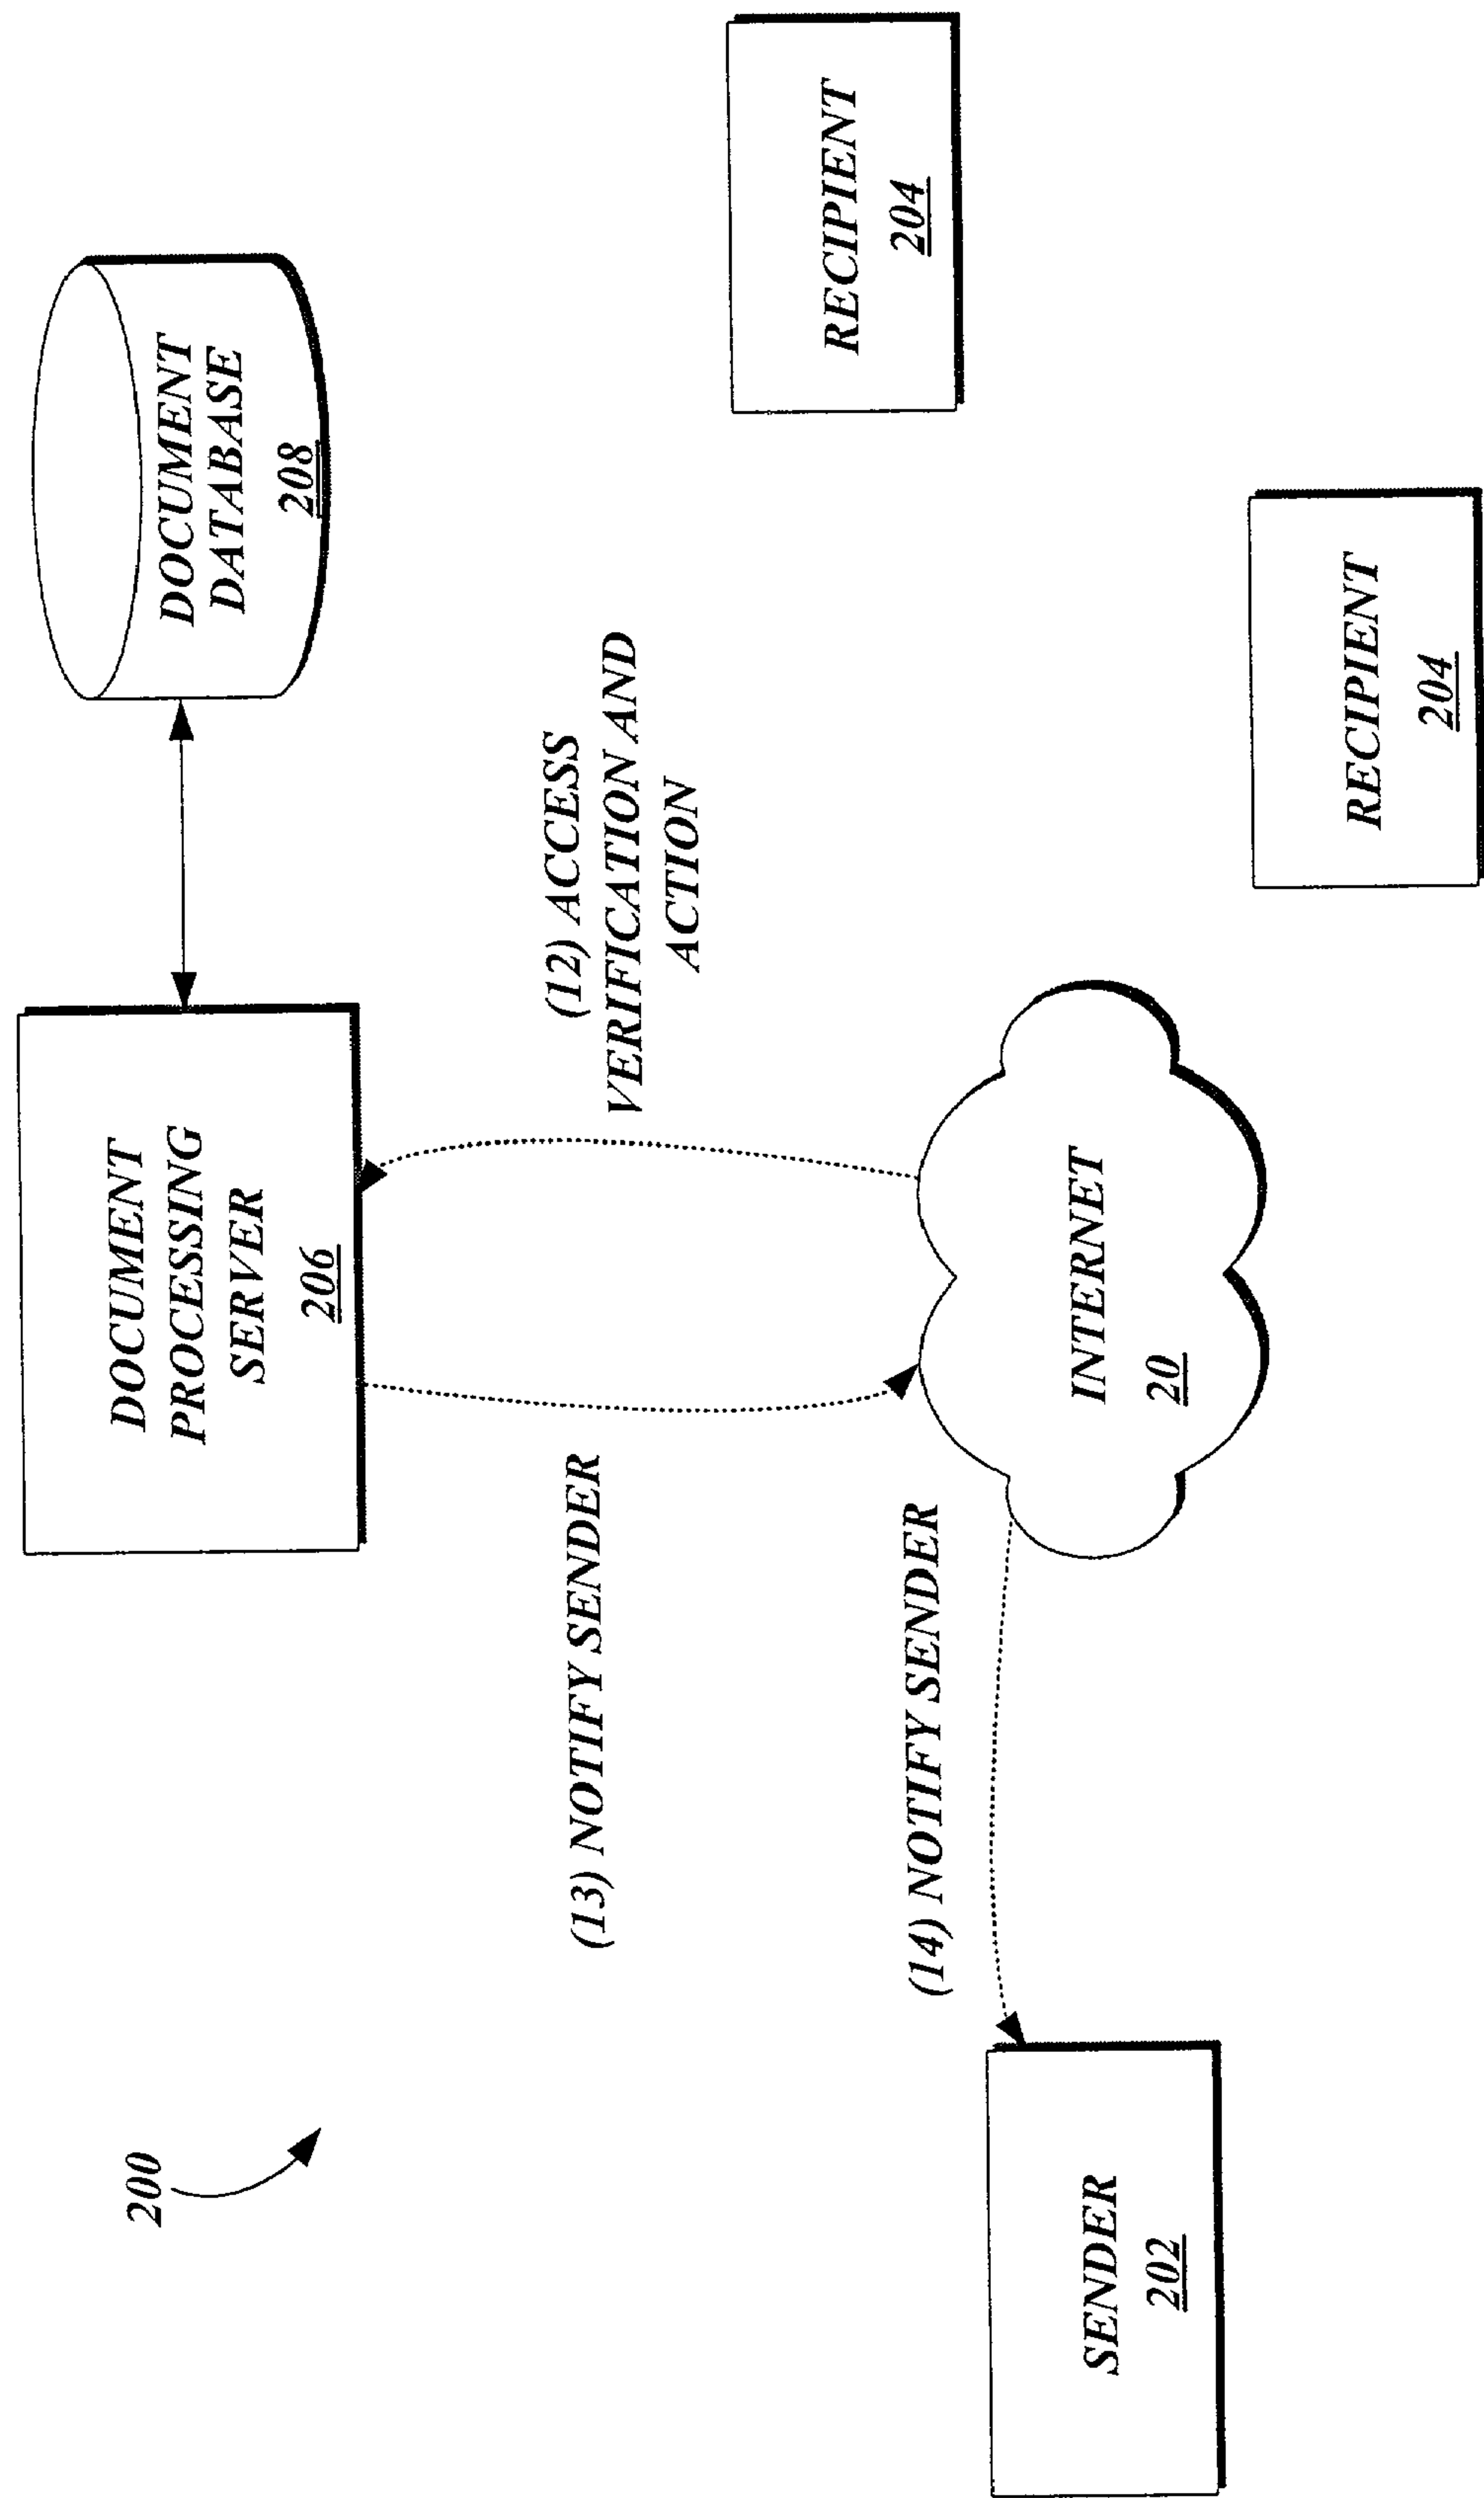 200
DOCUMENT
PROCESSING
SERVER
206
DOCUMENT
DATABASE
208
(12) ACCESS
VERIFICATION AND
ACTION
(13) NOTIFY SENDER
(14) NOTIFY SENDER
SENDER
202
INTERNET
20
RECIPIENT
204
RECIPIENT
204